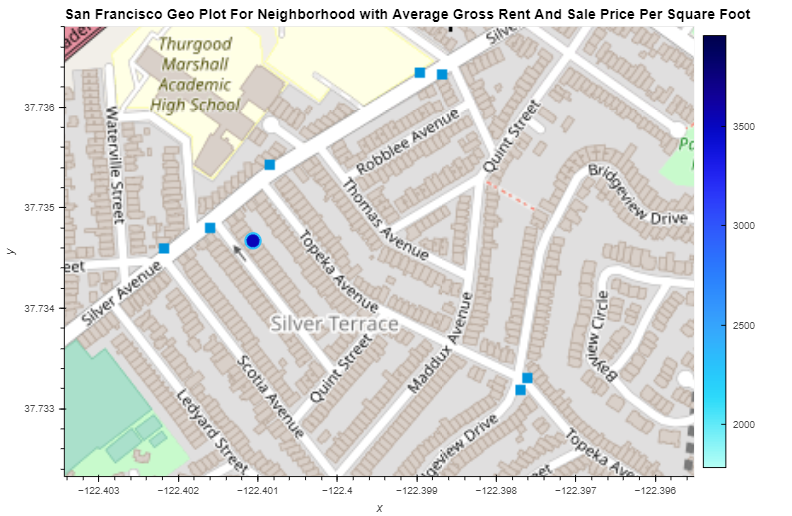 San Francisco Geo Plot For Neighborhood with Average Gross Rent And Sale Price Per Square Foot
Thurgood
Marshall
Academic
High School
Waterville Street
Robblee Avenue
Quint Street
Bridgeview Drive
Thomas Avenue
Topeka Avenue
Silver Avenue
Silver Terrace
Maddux Avenue
Bayview Circle
Quint Street
Scotia Avenue
Ledyard Street
Topeka Ave
geview Drive
Silve
eet
eet
Pa
37.736
37.735
37.734
37.733
y
−122.403
−122.402
−122.401
−122.4
−122.399
−122.398
−122.397
−122.396
x
3500
3000
2500
2000